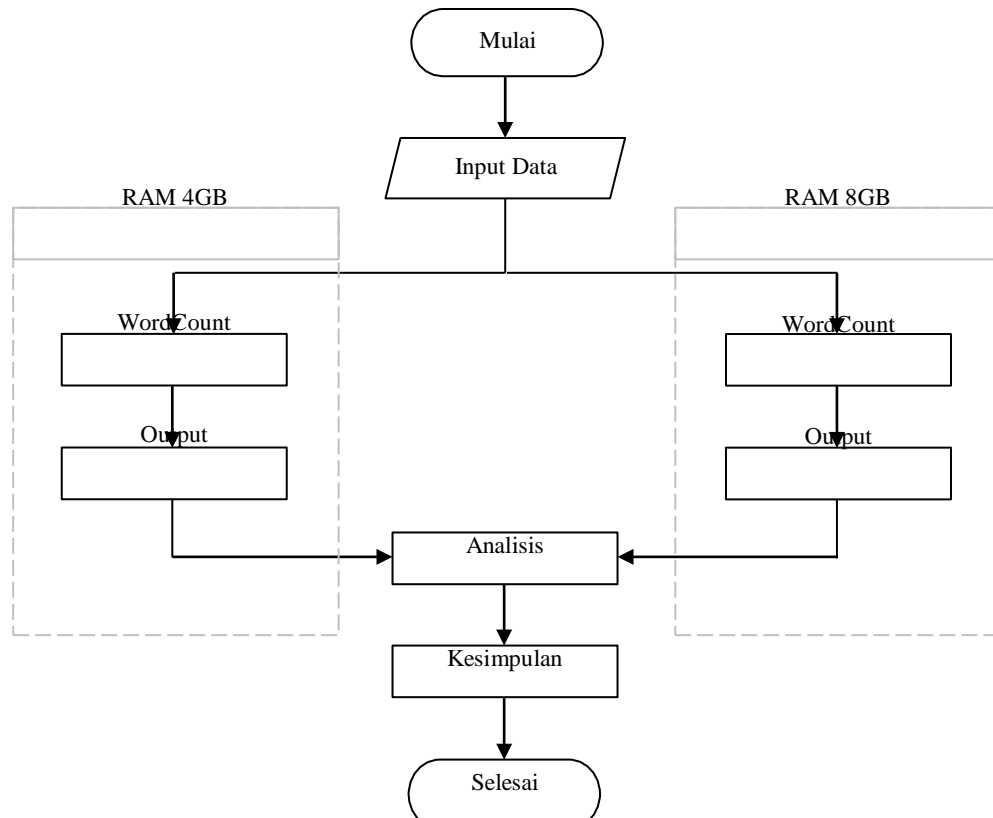 Mulai
Input Data
RAM 4GB
RAM 8GB
WordCount
WordCount
Output
Output
Analisis
Kesimpulan
Selesai